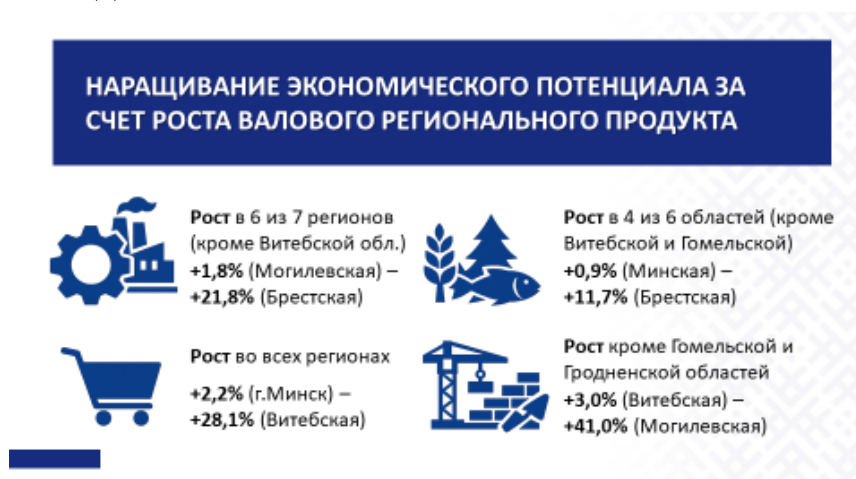 НАРАЩИВАНИЕ ЭКОНОМИЧЕСКОГО ПОТЕНЦИАЛА ЗА
СЧЕТ РОСТА ВАЛОВОГО РЕГИОНАЛЬНОГО ПРОДУКТА
Рост в 6 из 7 регионов
(кроме Витебской обл.)
+1,8% (Могилевская) –
+21,8% (Брестская)
Рост в 4 из 6 областей (кроме
Витебской и Гомельской)
+0,9% (Минская) –
+11,7% (Брестская)
Рост во всех регионах
+2,2% (г.Минск) –
+28,1% (Витебская)
Рост кроме Гомельской и
Гродненской областей
+3,0% (Витебская) –
+41,0% (Могилевская)